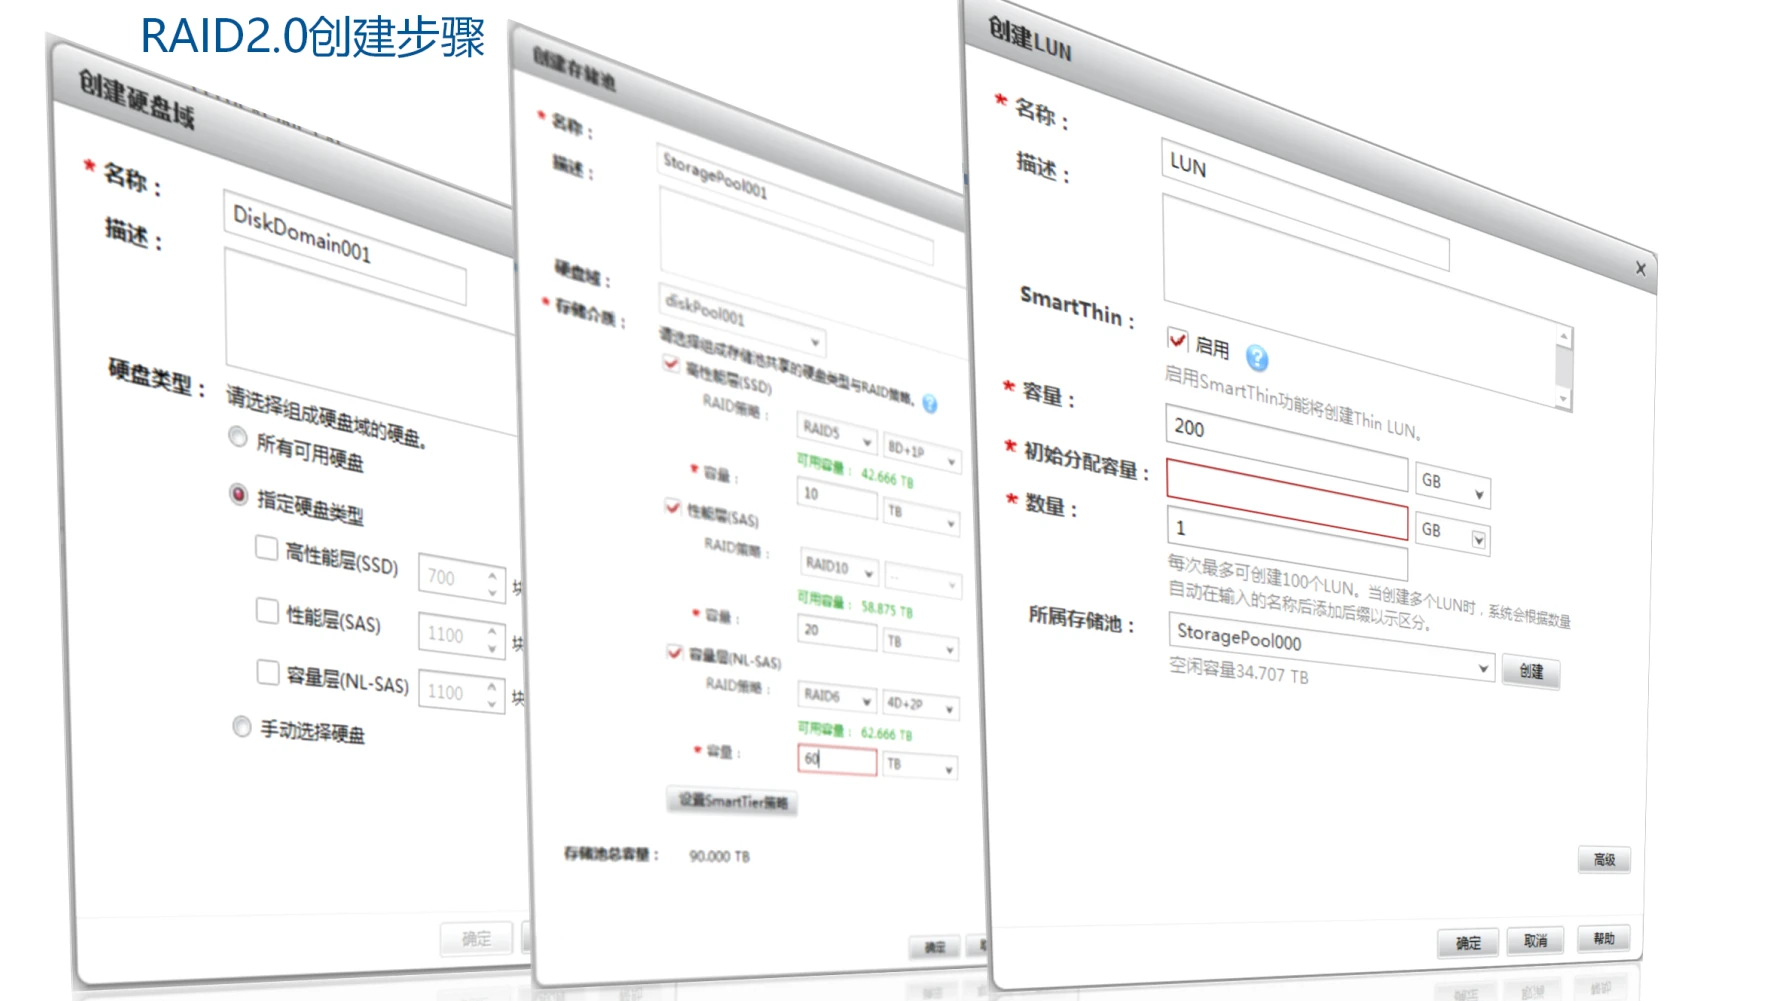 RAID2.0创建步骤
创建硬盘域
* 名称：
DiskDomain001
描述：
硬盘类型：
请选择组成硬盘域的硬盘。
所有可用硬盘
指定硬盘类型
高性能层(SSD)
700
块
性能层(SAS)
1100
块
容量层(NL-SAS)
1100
块
手动选择硬盘
确定
创建存储池
* 名称：
StoragePool001
描述：
硬盘域：
diskPool001
* 存储介质：
请选择组成存储池共享的硬盘类型与RAID策略。
高性能层(SSD)
RAID策略：
RAID5
8D+1P
可用容量： 42.666 TB
* 容量：
10
TB
性能层(SAS)
RAID策略：
RAID10
--
可用容量： 58.875 TB
* 容量：
20
TB
容量层(NL-SAS)
RAID策略：
RAID6
4D+2P
可用容量： 62.666 TB
* 容量：
60
TB
设置SmartTier策略
存储池总容量：
90.000 TB
确定
创建LUN
* 名称：
LUN
描述：
SmartThin：
启用
启用SmartThin功能将创建Thin LUN。
* 容量：
200
GB
* 初始分配容量：
GB
* 数量：
1
每次最多可创建100个LUN。当创建多个LUN时，系统会根据数量
自动在输入的名称后添加后缀以示区分。
所属存储池：
StoragePool000
创建
空闲容量34.707 TB
高级
确定
取消
帮助